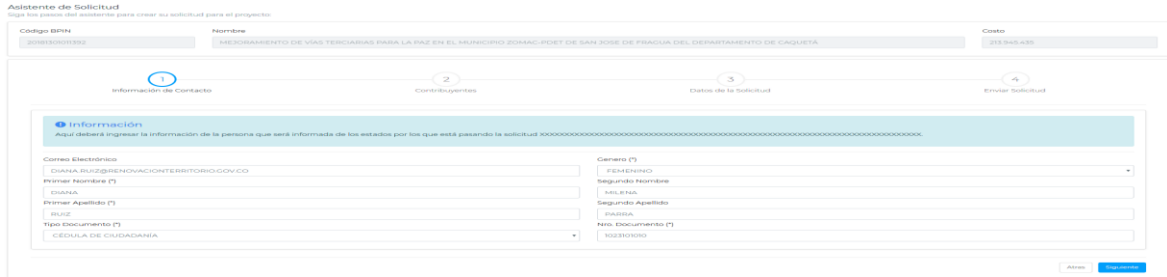 Asistente de Solicitud
Siga los pasos del asistente para crear su solicitud para el proyecto
Código BPIN Nombre Costo
MEJORAMIENTO DE VIAS TERCIARIAS PARA LA PAZ EN EL MUNICIPIO ZOMAC-PDET DE SAN JOSE DE FRAGUA DEL DEPARTAMENTO DE CAQUETA
1 2 3 4
Información de Contacto Contribuyentes Datos de la Solicitud Enviar Solicitud
Información
Aquí deberá ingresar la información de la persona que será informada de los estados por los que está pasando la solicitud
Correo Electrónico Genero (*)
DIANA.RUIZ@RENOVACIONTERRITORIO.GOV.CO FEMENINO
Primer Nombre (*) Segundo Nombre
DIANA MILENA
Primer Apellido (*) Segundo Apellido
RUIZ PARRA
Tipo Documento (*) Nro. Documento (*)
CÉDULA DE CIUDADANÍA 1023101010
Atras Siguiente